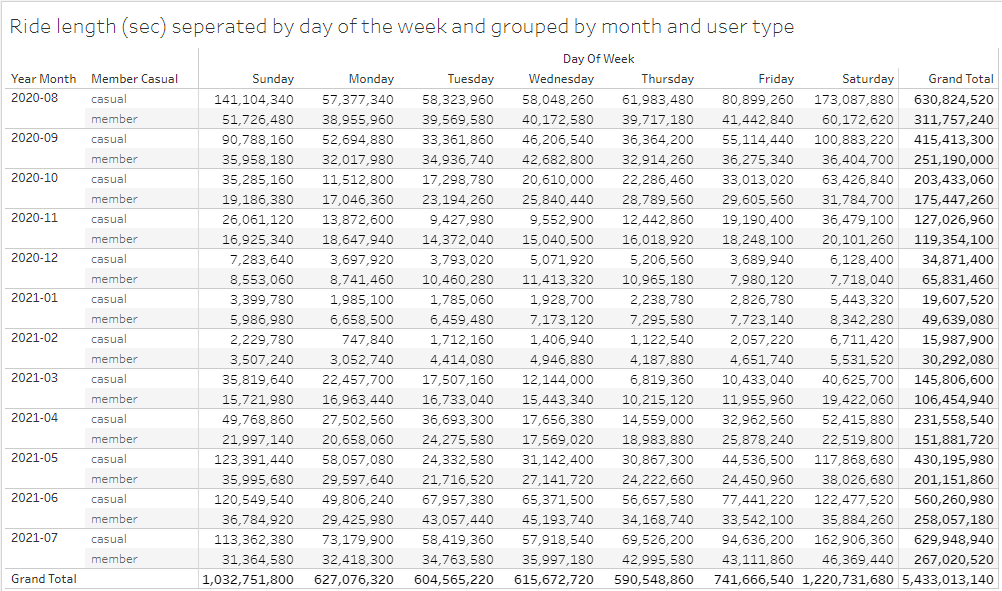 Ride length (sec) seperated by day of the week and grouped by month and user type
Day Of Week
Year Month Member Casual Sunday Monday Tuesday Wednesday Thursday Friday Saturday Grand Total
2020-08 casual 141,104,340 57,377,340 58,323,960 58,048,260 61,983,480 80,899,260 173,087,880 630,824,520
member 51,726,480 38,955,960 39,569,580 40,172,580 39,717,180 41,442,840 60,172,620 311,757,240
2020-09 casual 90,788,160 52,694,880 33,361,860 46,206,540 36,364,200 55,114,440 100,883,220 415,413,300
member 35,958,180 32,017,980 34,936,740 42,682,800 32,914,260 36,275,340 36,404,700 251,190,000
2020-10 casual 35,285,160 11,512,800 17,298,780 20,610,000 22,286,460 33,013,020 63,426,840 203,433,060
member 19,186,380 17,046,360 23,194,260 25,840,440 28,789,560 29,605,560 31,784,700 175,447,260
2020-11 casual 26,061,120 13,872,600 9,427,980 9,552,900 12,442,860 19,190,400 36,479,100 127,026,960
member 16,925,340 18,647,940 14,372,040 15,040,500 16,018,920 18,248,100 20,101,260 119,354,100
2020-12 casual 7,283,640 3,697,920 3,793,020 5,071,920 5,206,560 3,689,940 6,128,400 34,871,400
member 8,553,060 8,741,460 10,460,280 11,413,320 10,965,180 7,980,120 7,718,040 65,831,460
2021-01 casual 3,399,780 1,985,100 1,785,060 1,928,700 2,238,780 2,826,780 5,443,320 19,607,520
member 5,986,980 6,658,500 6,459,480 7,173,120 7,295,580 7,723,140 8,342,280 49,639,080
2021-02 casual 2,229,780 747,840 1,712,160 1,406,940 1,122,540 2,057,220 6,711,420 15,987,900
member 3,507,240 3,052,740 4,414,080 4,946,880 4,187,880 4,651,740 5,531,520 30,292,080
2021-03 casual 35,819,640 22,457,700 17,507,160 12,144,000 6,819,360 10,433,040 40,625,700 145,806,600
member 15,721,980 16,963,440 16,733,040 15,443,340 10,215,120 11,955,960 19,422,060 106,454,940
2021-04 casual 49,768,860 27,502,560 36,693,300 17,656,380 14,559,000 32,962,560 52,415,880 231,558,540
member 21,997,140 20,658,060 24,275,580 17,569,020 18,983,880 25,878,240 22,519,800 151,881,720
2021-05 casual 123,391,440 58,057,080 24,332,580 31,142,400 30,867,300 44,536,500 117,868,680 430,195,980
member 35,995,680 29,597,640 21,716,520 27,141,720 24,222,660 24,450,960 38,026,680 201,151,860
2021-06 casual 120,549,540 49,806,240 67,957,380 65,371,500 56,657,580 77,441,220 122,477,520 560,260,980
member 36,784,920 29,425,980 43,057,440 45,193,740 34,168,740 33,542,100 35,884,260 258,057,180
2021-07 casual 113,362,380 73,179,900 58,419,360 57,918,540 69,526,200 94,636,200 162,906,360 629,948,940
member 31,364,580 32,418,300 34,763,580 35,997,180 42,995,580 43,111,860 46,369,440 267,020,520
Grand Total 1,032,751,800 627,076,320 604,565,220 615,672,720 590,548,860 741,666,540 1,220,731,680 5,433,013,140